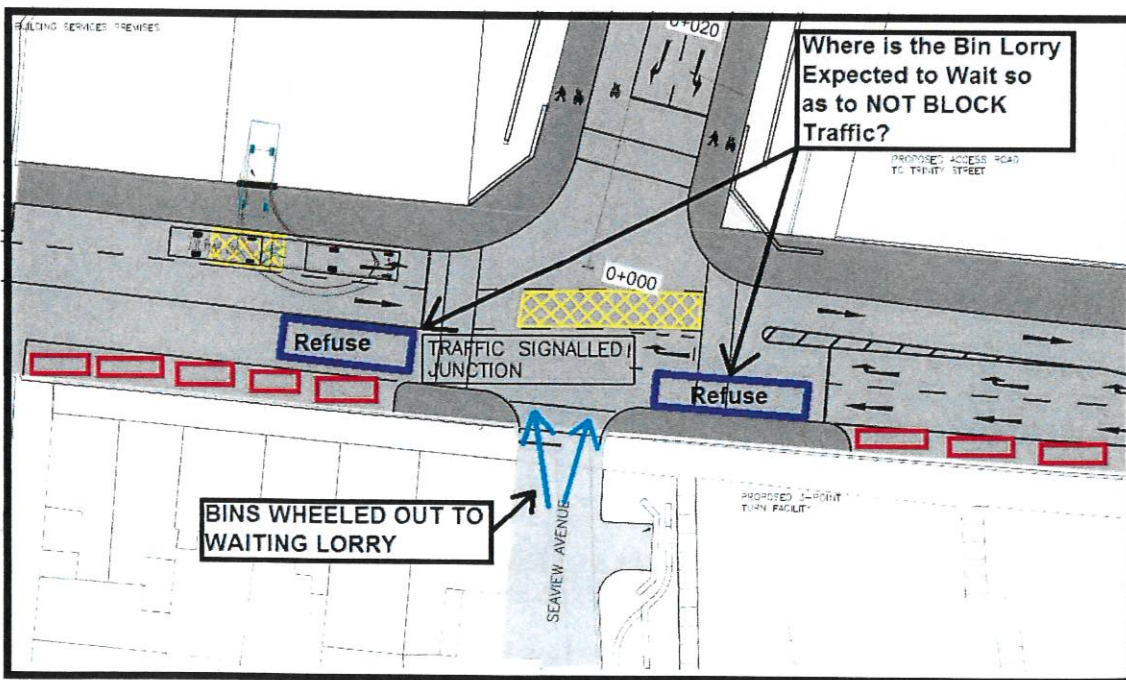 BUILDING SERVICES PREMISES
0+020
Where is the Bin Lorry
Expected to Wait so
as to NOT BLOCK
Traffic?
PROPOSED ACCESS ROAD
TO TRINITY STREET
0+000
Refuse
TRAFFIC SIGNALLED
JUNCTION
Refuse
BINS WHEELED OUT TO
WAITING LORRY
SEAVIEW AVENUE
PROPOSED 3-POINT
TURN FACILITY